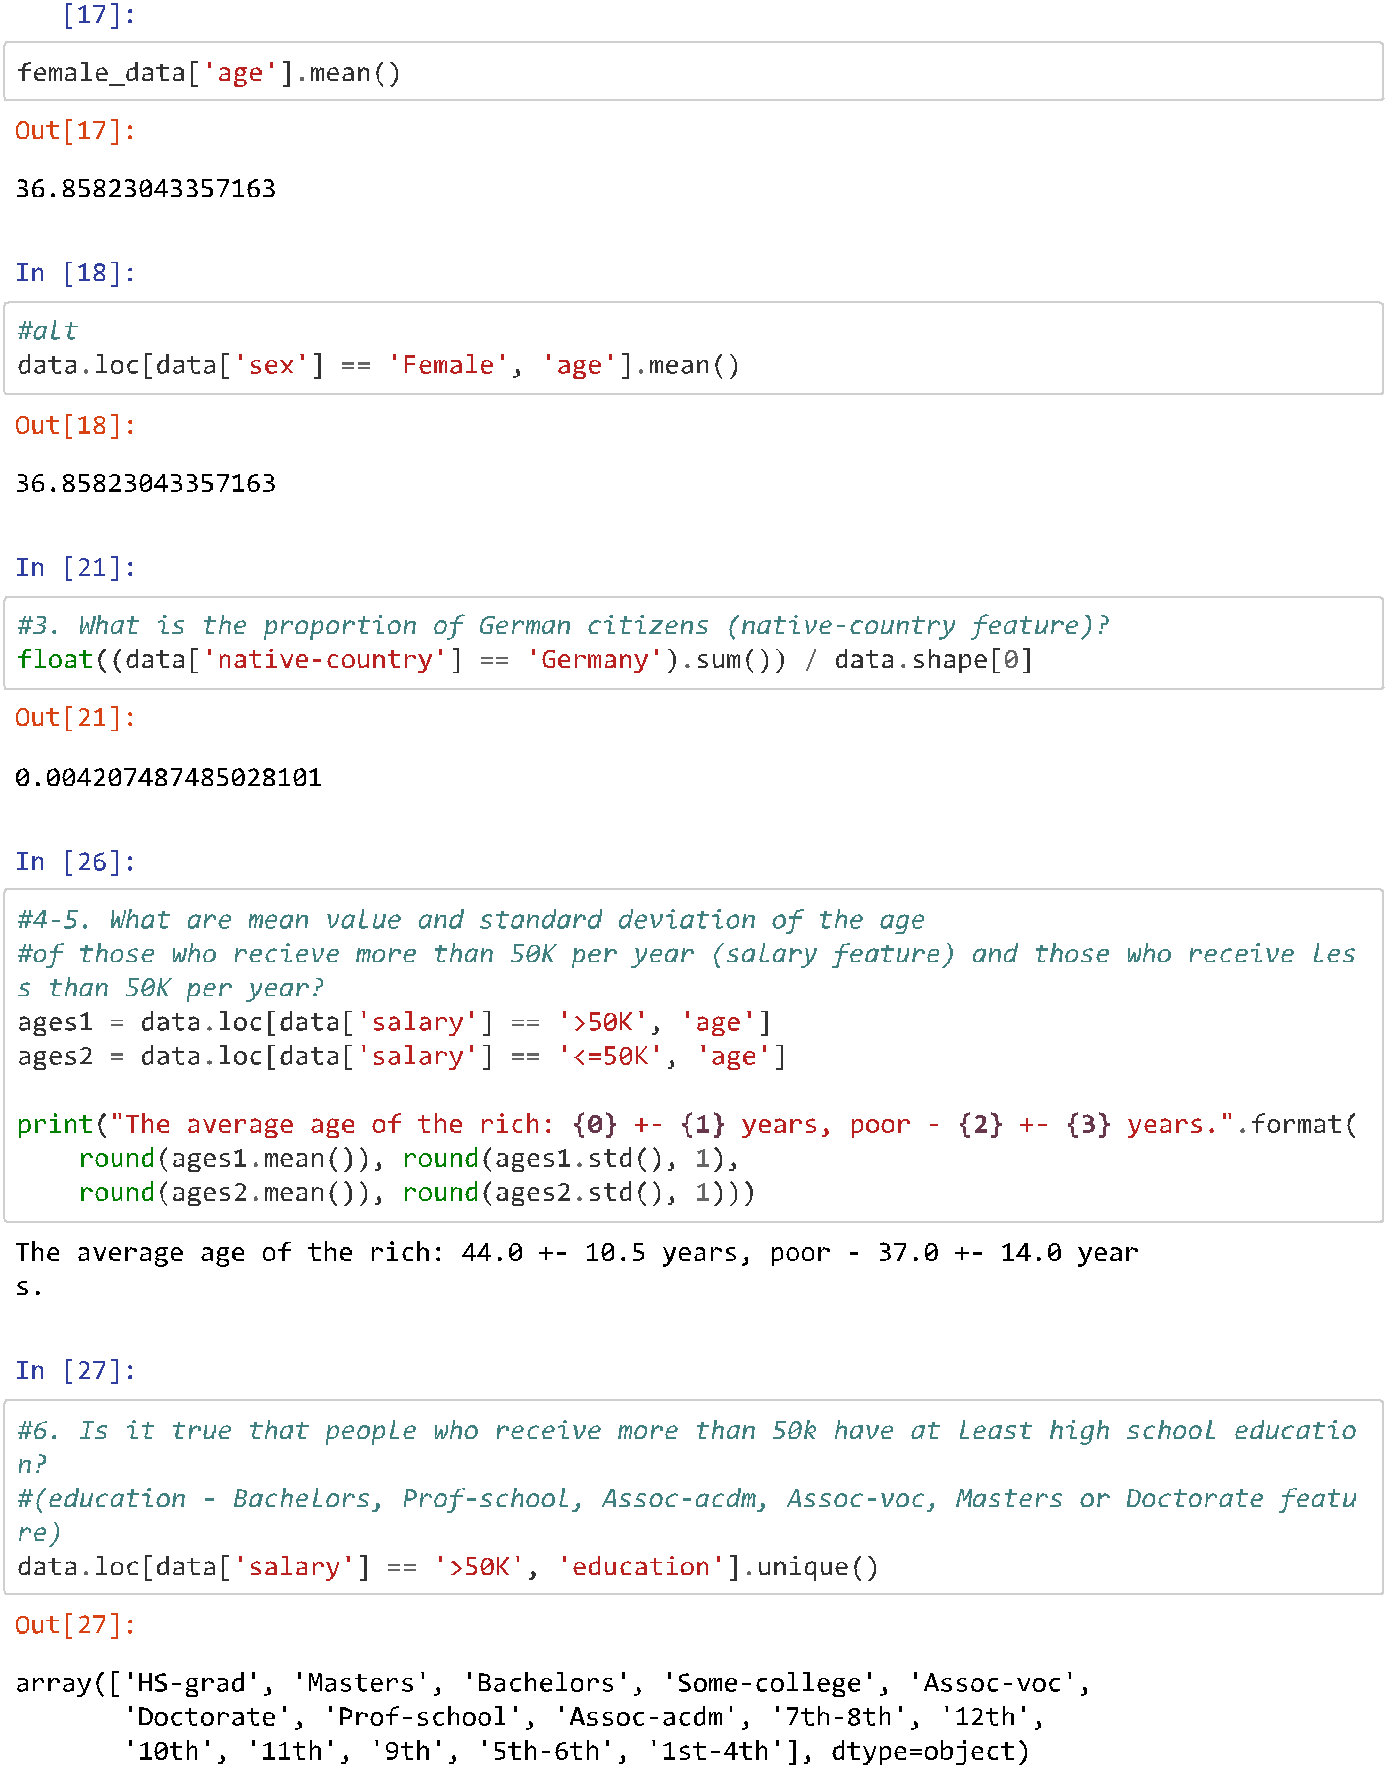 [17]:
female_data['age'].mean()
Out[17]:
36.85823043357163
In [18]:
#alt
data.loc[data['sex'] == 'Female', 'age'].mean()
Out[18]:
36.85823043357163
In [21]:
#3. What is the proportion of German citizens (native-country feature)?
float((data['native-country'] == 'Germany').sum()) / data.shape[0]
Out[21]:
0.004207487485028101
In [26]:
#4-5. What are mean value and standard deviation of the age
#of those who recieve more than 50K per year (salary feature) and those who receive les
s than 50K per year?
ages1 = data.loc[data['salary'] == '>50K', 'age']
ages2 = data.loc[data['salary'] == '<=50K', 'age']
print("The average age of the rich: {0} +- {1} years, poor - {2} +- {3} years.".format(
    round(ages1.mean()), round(ages1.std(), 1),
    round(ages2.mean()), round(ages2.std(), 1)))
The average age of the rich: 44.0 +- 10.5 years, poor - 37.0 +- 14.0 year
s.
In [27]:
#6. Is it true that people who receive more than 50k have at least high school educatio
n?
#(education - Bachelors, Prof-school, Assoc-acdm, Assoc-voc, Masters or Doctorate featu
re)
data.loc[data['salary'] == '>50K', 'education'].unique()
Out[27]:
array(['HS-grad', 'Masters', 'Bachelors', 'Some-college', 'Assoc-voc',
       'Doctorate', 'Prof-school', 'Assoc-acdm', '7th-8th', '12th',
       '10th', '11th', '9th', '5th-6th', '1st-4th'], dtype=object)